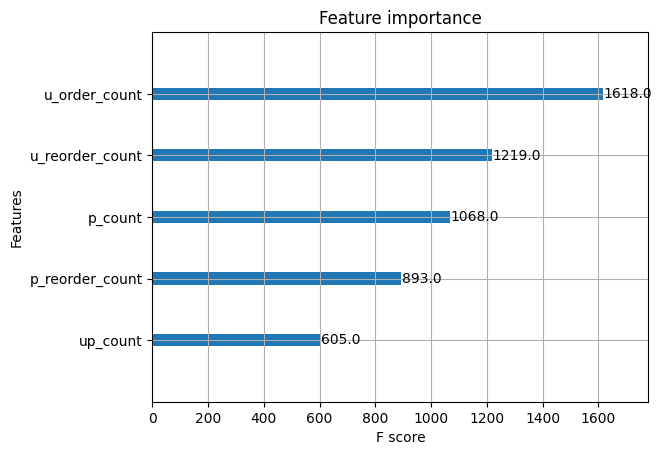 Feature importance
u_order_count 1618.0
u_reorder_count 1219.0
p_count 1068.0
p_reorder_count 893.0
up_count 605.0
Features
0 200 400 600 800 1000 1200 1400 1600
F score